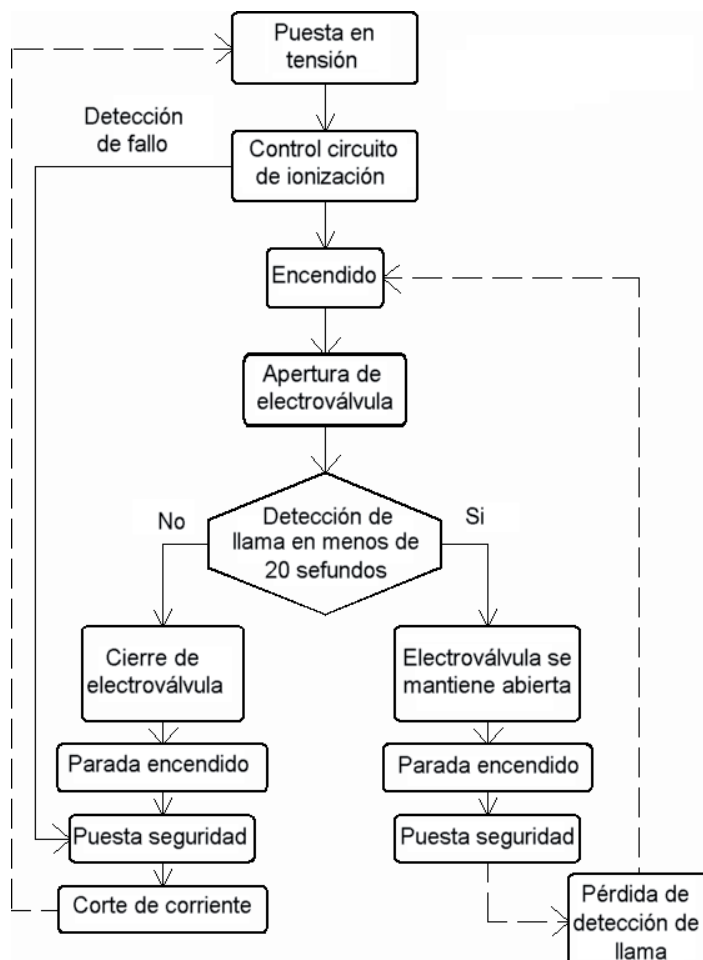 Puesta en
tensión
Detección
de fallo
Control circuito
de ionización
Encendido
Apertura de
electroválvula
No
Detección de
llama en menos de
20 sefundos
Si
Cierre de
electroválvula
Electroválvula se
mantiene abierta
Parada encendido
Parada encendido
Puesta seguridad
Puesta seguridad
Corte de corriente
Pérdida de
detección de
llama